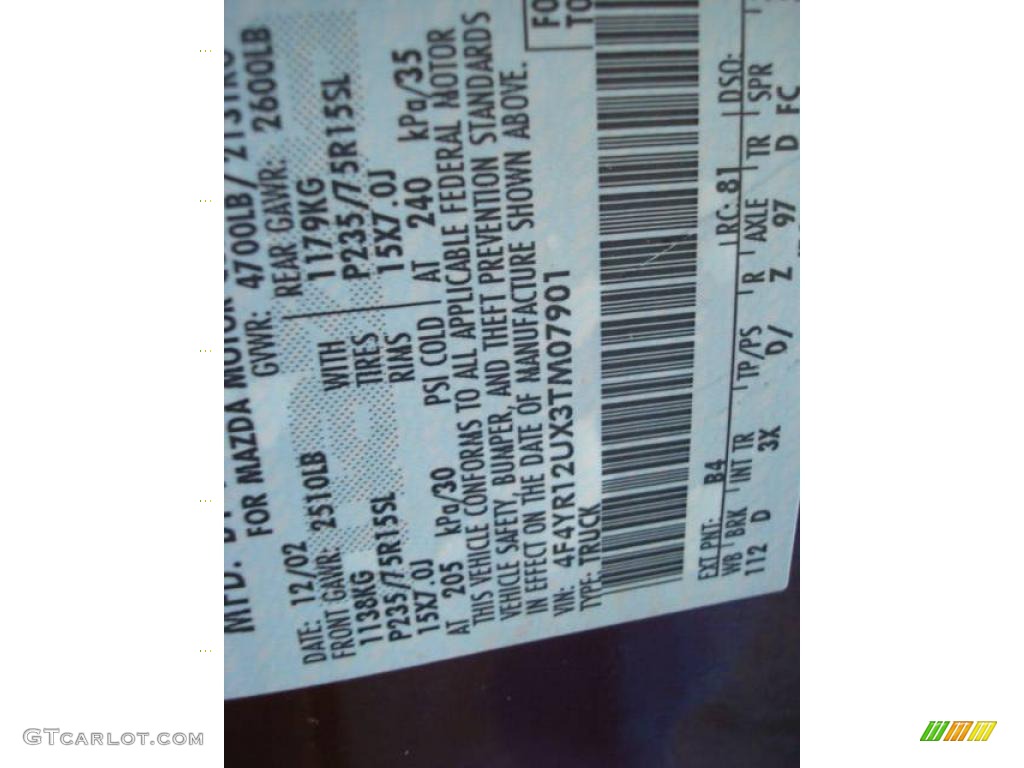 MFD. BY
FOR MAZDA MOTOR
DATE: 12/02 GVWR: 4700LB/
FRONT GAWR: 2510LB REAR GAWR: 2600LB
1138KG WITH 1179KG
P235/75R15SL TIRES P235/75R15SL
15X7.0J RIMS 15X7.0J
AT 205 kPa/30 PSI COLD AT 240 kPa/35
THIS VEHICLE CONFORMS TO ALL APPLICABLE FEDERAL MOTOR
VEHICLE SAFETY, BUMPER, AND THEFT PREVENTION STANDARDS
IN EFFECT ON THE DATE OF MANUFACTURE SHOWN ABOVE.
VIN: 4F4YR12UX3TM07901
TYPE: TRUCK
FO
TO
EXT PNT: B4 RC: 81 DSO:
WB BRK INT TR TP/PS R AXLE TR SPR
112 D 3X D/ Z 97 D FC
GTCARLOT.COM